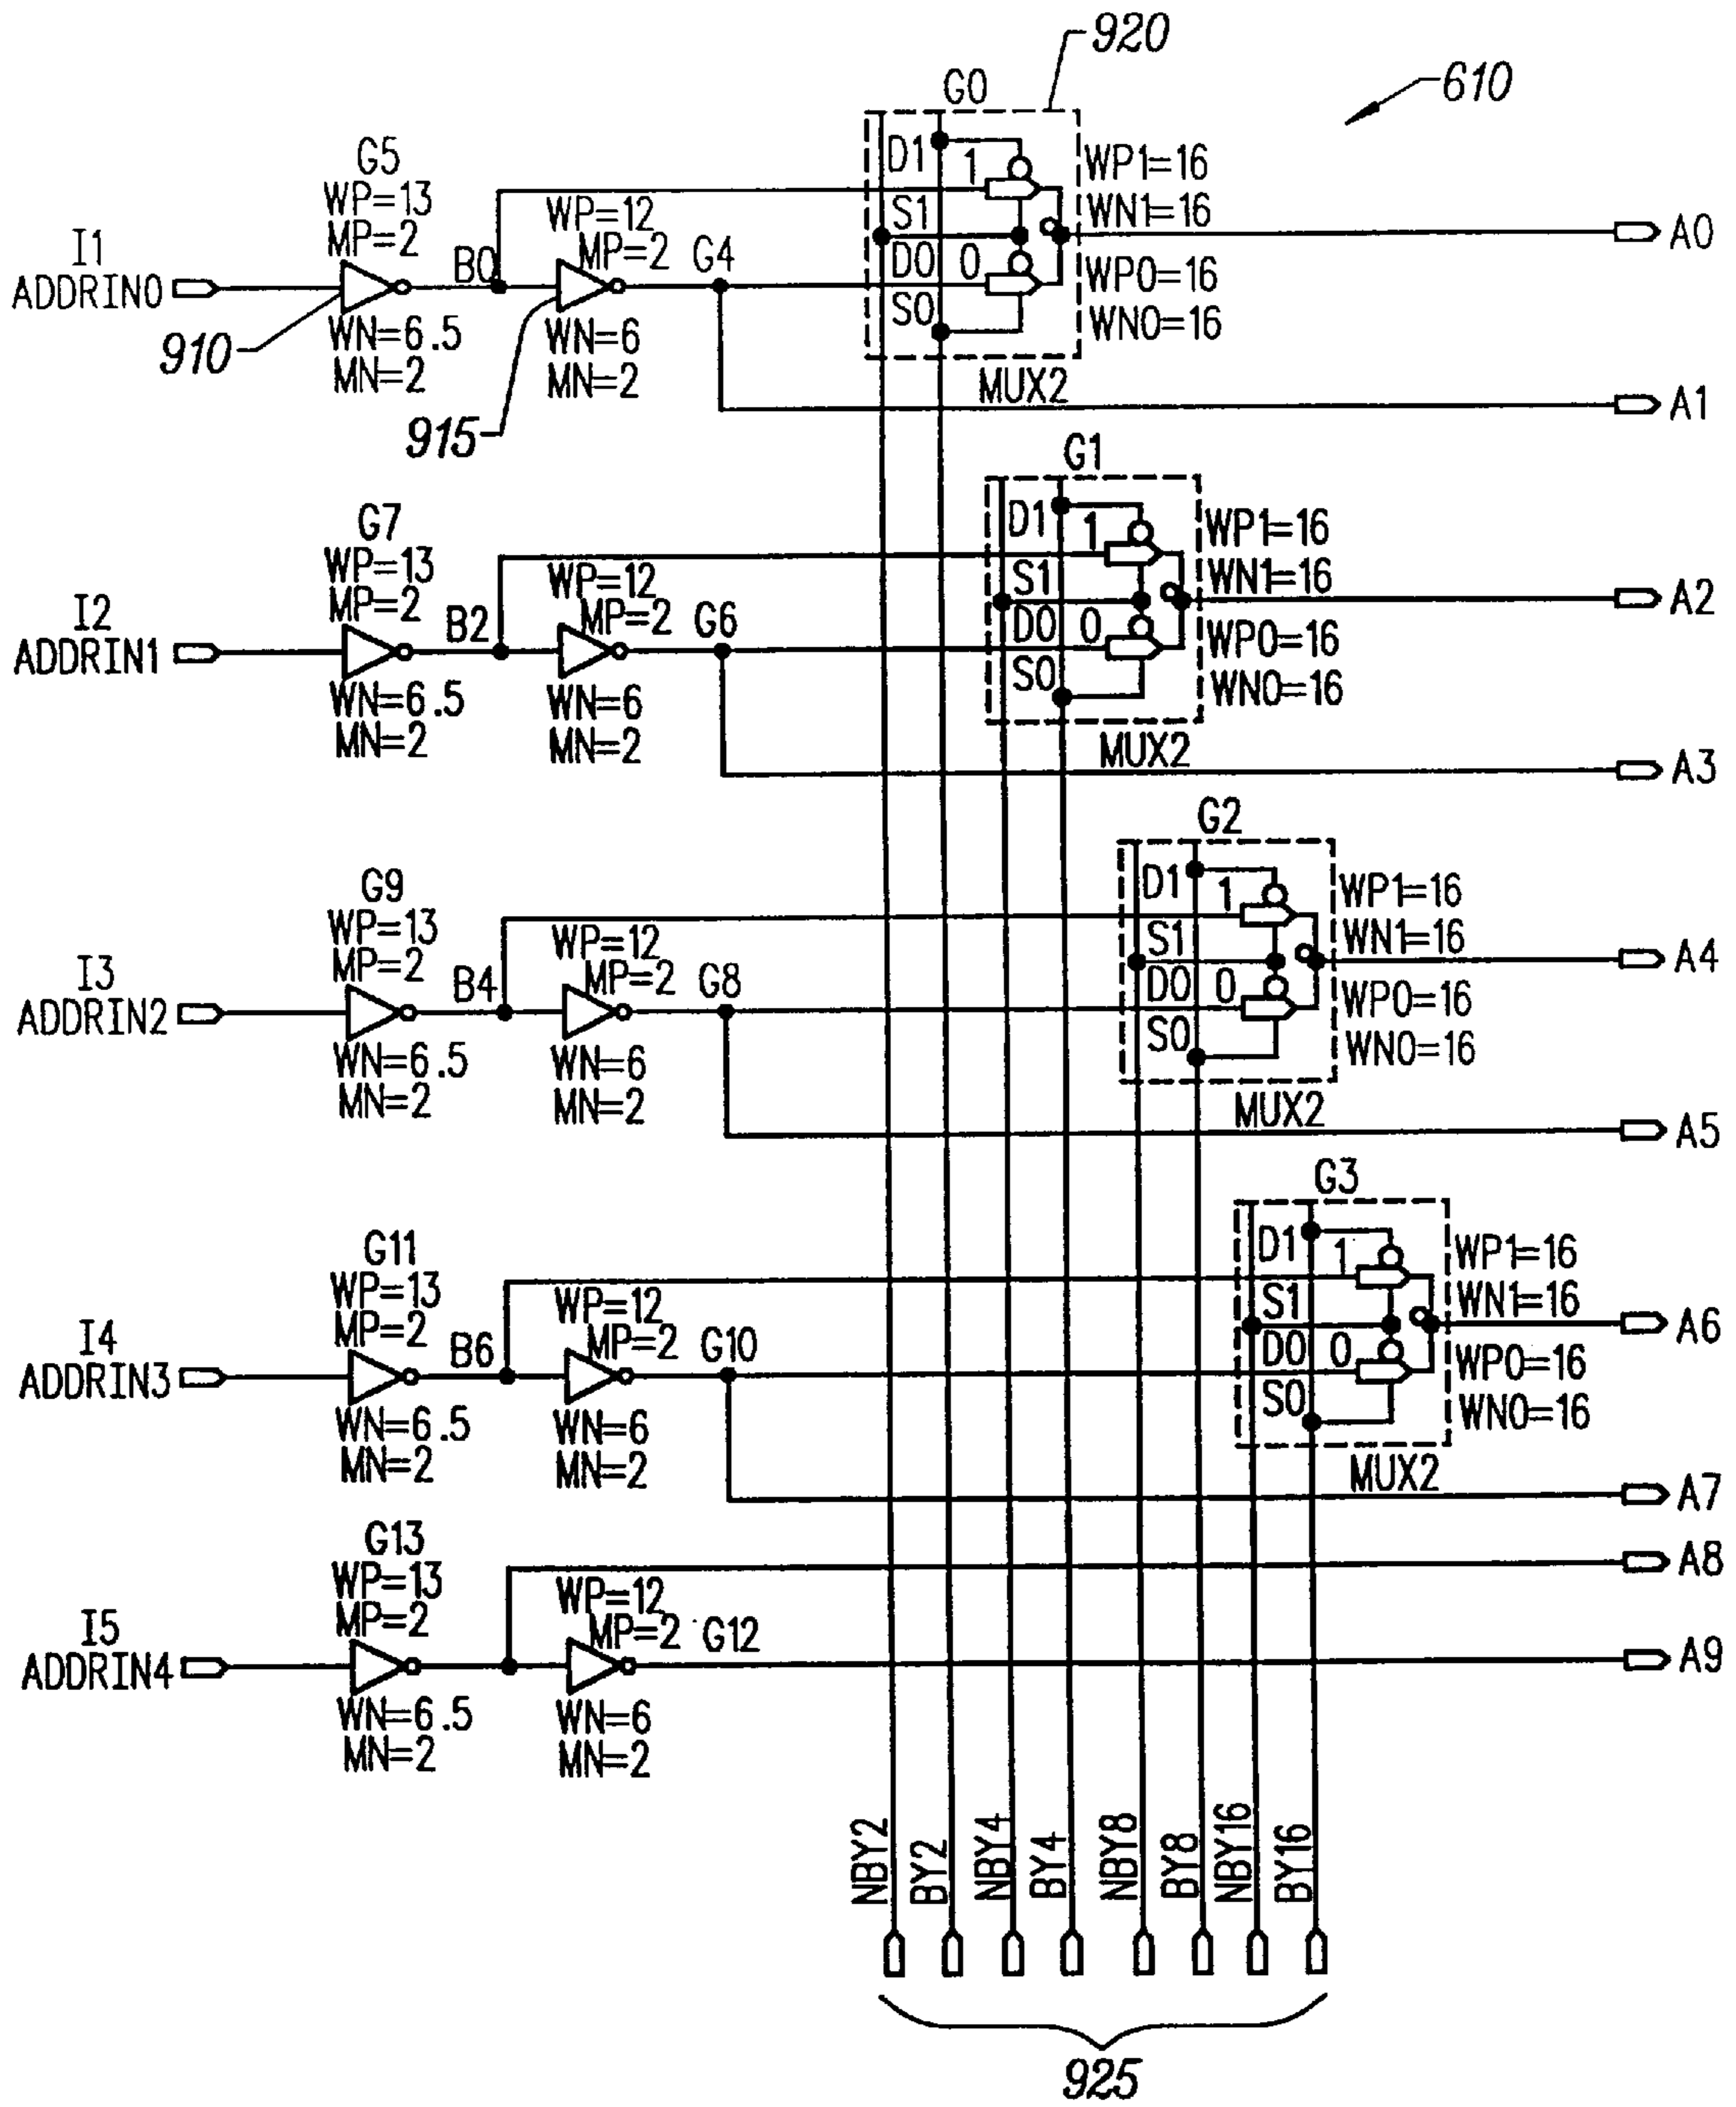 920
610
G0
G5
WP=13
MP=2
I1
ADDRIN0
910
WN=6.5
MN=2
B0
WP=12
MP=2
G4
915
WN=6
MN=2
D1
1
S1
D0
0
S0
WP1=16
WN1=16
WP0=16
WN0=16
MUX2
A0
A1
G1
G7
WP=13
MP=2
I2
ADDRIN1
WN=6.5
MN=2
B2
WP=12
MP=2
G6
WN=6
MN=2
D1
1
S1
D0
0
S0
WP1=16
WN1=16
WP0=16
WN0=16
MUX2
A2
A3
G2
G9
WP=13
MP=2
I3
ADDRIN2
WN=6.5
MN=2
B4
WP=12
MP=2
G8
WN=6
MN=2
D1
1
S1
D0
0
S0
WP1=16
WN1=16
WP0=16
WN0=16
MUX2
A4
A5
G3
G11
WP=13
MP=2
I4
ADDRIN3
WN=6.5
MN=2
B6
WP=12
MP=2
G10
WN=6
MN=2
D1
1
S1
D0
0
S0
WP1=16
WN1=16
WP0=16
WN0=16
MUX2
A6
A7
G13
WP=13
MP=2
I5
ADDRIN4
WN=6.5
MN=2
WP=12
MP=2
G12
WN=6
MN=2
A8
A9
NBY2
BY2
NBY4
BY4
NBY8
BY8
NBY16
BY16
925